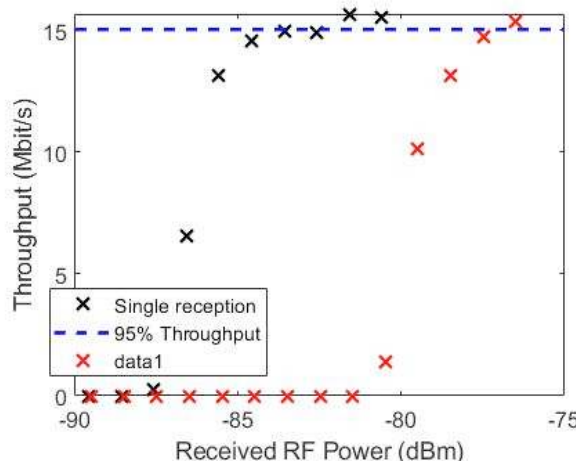 15
10
5
0
Throughput (Mbit/s)
Single reception
95% Throughput
data1
-90
-85
-80
-75
Received RF Power (dBm)